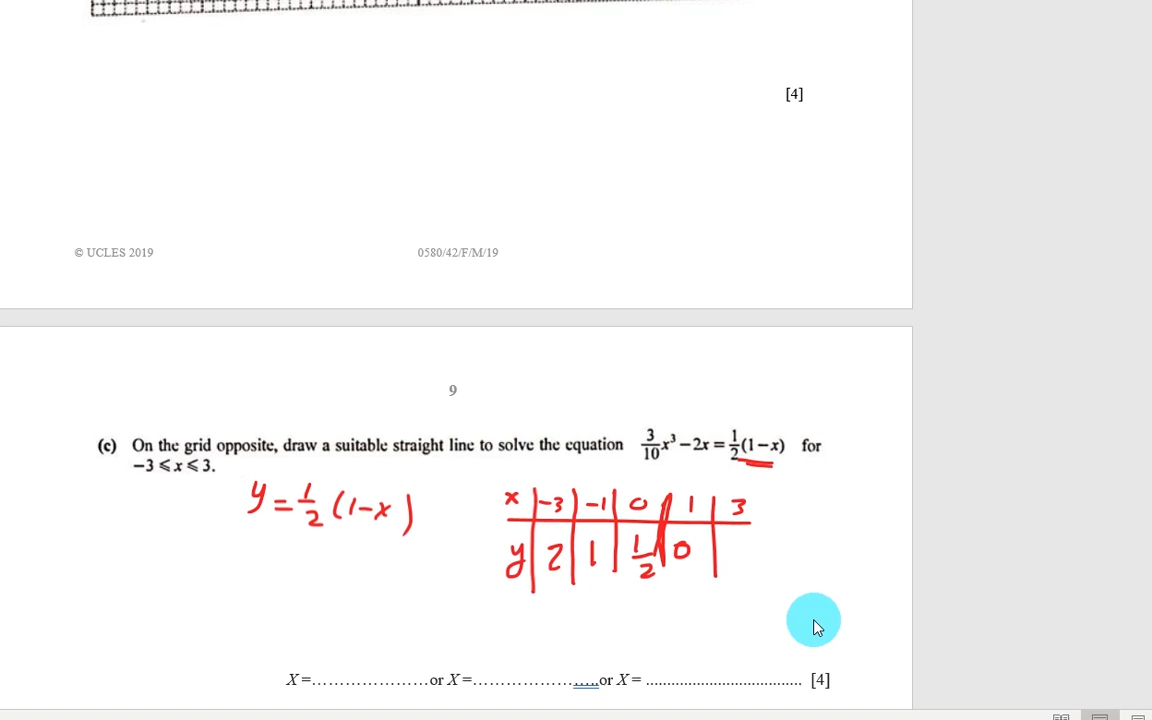 [4]
© UCLES 2019 0580/42/F/M/19
9
(c) On the grid opposite, draw a suitable straight line to solve the equation 3/10 x³ − 2x = 1/2 (1 − x) for
−3 ⩽ x ⩽ 3.
y = 1/2 (1 - x)
x | -3 | -1 | 0 | 1 | 3
y | 2 | 1 | 1/2 | 0 |
X =…………………or X =……………………or X = ..................................... [4]